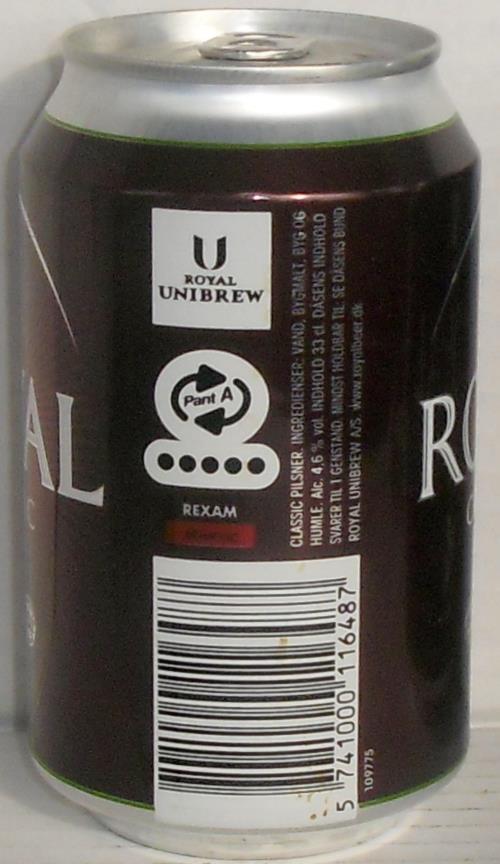 AL
C
U
ROYAL
UNIBREW
Pant A
REXAM
CLASSIC PILSNER. INGREDIENSER: VAND, BYGMALT, BYG OG
HUMLE. Alc. 4,6 % vol. INDHOLD 33 cl. DÅSENS INDHOLD
SVARER TIL 1 GENSTAND. MINDST HOLDBAR TIL: SE DÅSENS BUND
ROYAL UNIBREW A/S www.royalbeer.dk
5 741000 116487
109775
RO
C